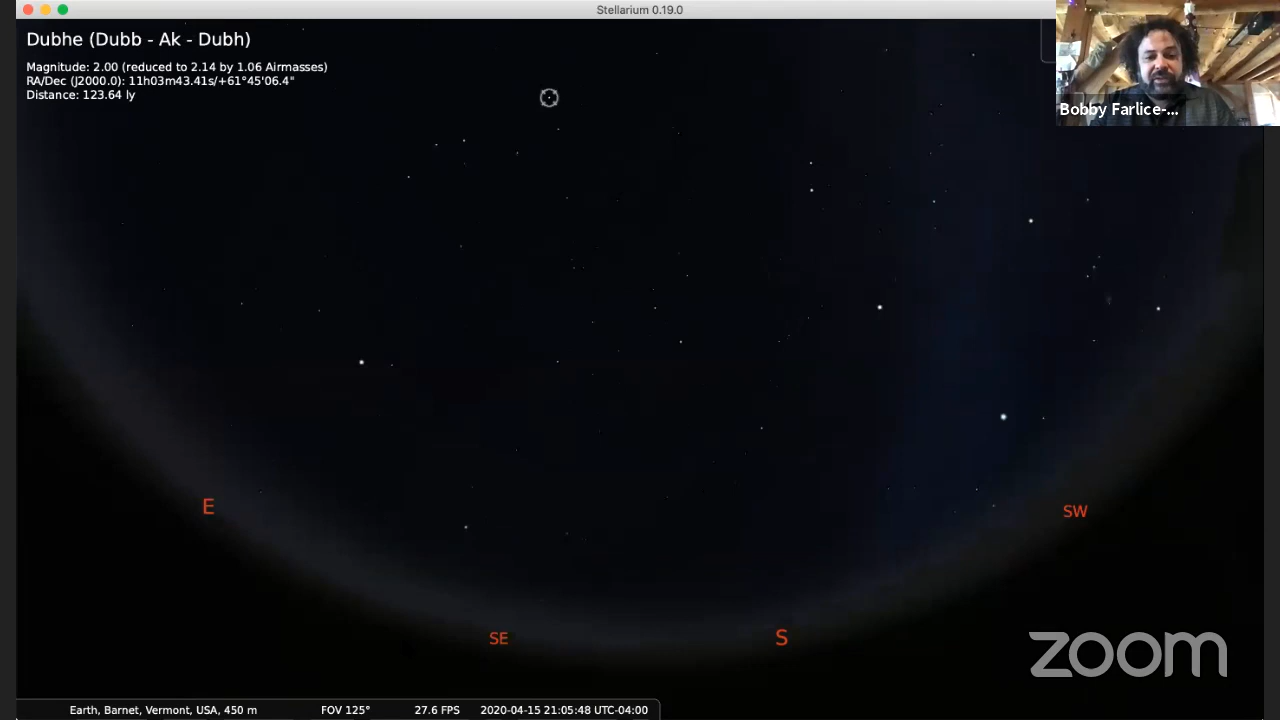 Stellarium 0.19.0
Dubhe (Dubb - Ak - Dubh)
Magnitude: 2.00 (reduced to 2.14 by 1.06 Airmasses)
RA/Dec (J2000.0): 11h03m43.41s/+61°45'06.4"
Distance: 123.64 ly
Bobby Farlice-...
E
SW
SE
S
zoom
Earth, Barnet, Vermont, USA, 450 m FOV 125° 27.6 FPS 2020-04-15 21:05:48 UTC-04:00